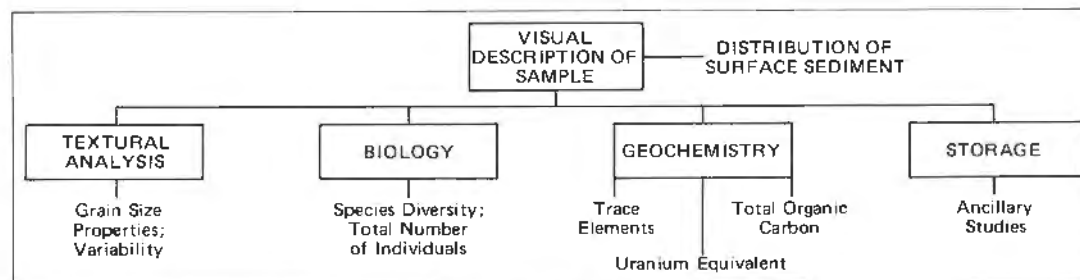 VISUAL
DESCRIPTION OF
SAMPLE
DISTRIBUTION OF
SURFACE SEDIMENT
TEXTURAL
ANALYSIS
BIOLOGY
GEOCHEMISTRY
STORAGE
Grain Size
Properties;
Variability
Species Diversity;
Total Number
of Individuals
Trace
Elements
Uranium Equivalent
Total Organic
Carbon
Ancillary
Studies